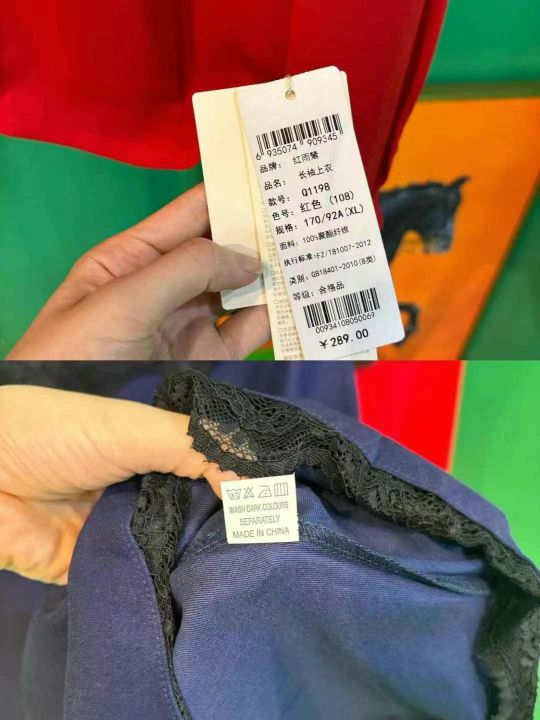 6 935074 909345
品牌: 红雨鷺
品名: 长袖上衣
款号: Q1198
色号: 红色 (108)
规格: 170/92A(XL)
面料: 100%聚酯纤维
执行标准:FZ/T81007-2012
类别: GB18401-2010(B类)
等级: 合格品
00934108050069
￥289.00
WASH DARK COLOURS
SEPARATELY
MADE IN CHINA